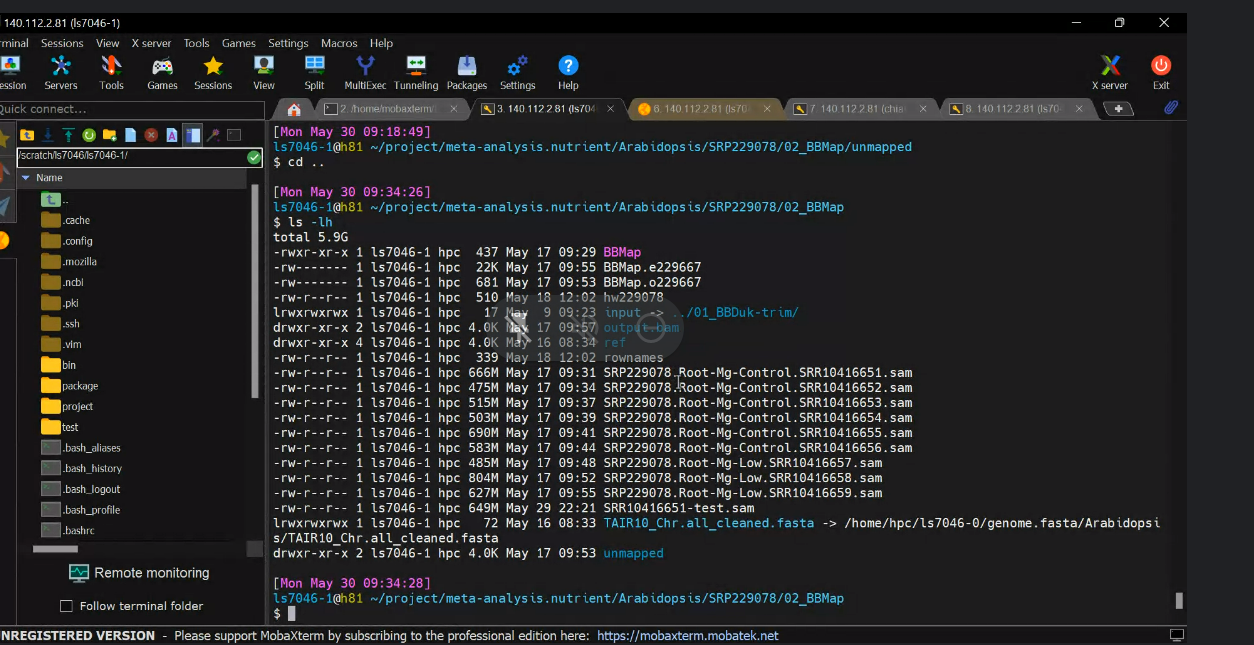 140.112.2.81 (ls7046-1)
rminal Sessions View X server Tools Games Settings Macros Help
ession Servers Tools Games Sessions View Split MultiExec Tunneling Packages Settings Help X server Exit
Quick connect...
2. /home/mobaxterm
3. 140.112.2.81 (ls704
6. 140.112.2.81 (ls70
7. 140.112.2.81 (chia
8. 140.112.2.81 (ls70
/scratch/ls7046/ls7046-1/
Name
..
.cache
.config
.mozilla
.ncbl
.pki
.ssh
.vim
bin
package
project
test
.bash_aliases
.bash_history
.bash_logout
.bash_profile
.bashrc
Remote monitoring
Follow terminal folder
[Mon May 30 09:18:49]
ls7046-1@h81 ~/project/meta-analysis.nutrient/Arabidopsis/SRP229078/02_BBMap/unmapped
$ cd ..
[Mon May 30 09:34:26]
ls7046-1@h81 ~/project/meta-analysis.nutrient/Arabidopsis/SRP229078/02_BBMap
$ ls -lh
total 5.9G
-rwxr-xr-x 1 ls7046-1 hpc 437 May 17 09:29 BBMap
-rw------- 1 ls7046-1 hpc 22K May 17 09:55 BBMap.e229667
-rw------- 1 ls7046-1 hpc 681 May 17 09:53 BBMap.o229667
-rw-r--r-- 1 ls7046-1 hpc 510 May 18 12:02 hw229078
lrwxrwxrwx 1 ls7046-1 hpc 17 May 9 09:23 input -> ../01_BBDuk-trim/
drwxr-xr-x 2 ls7046-1 hpc 4.0K May 17 09:57 output.bam
drwxr-xr-x 4 ls7046-1 hpc 4.0K May 16 08:34 ref
-rw-r--r-- 1 ls7046-1 hpc 339 May 18 12:02 rownames
-rw-r--r-- 1 ls7046-1 hpc 666M May 17 09:31 SRP229078.Root-Mg-Control.SRR10416651.sam
-rw-r--r-- 1 ls7046-1 hpc 475M May 17 09:34 SRP229078.Root-Mg-Control.SRR10416652.sam
-rw-r--r-- 1 ls7046-1 hpc 515M May 17 09:37 SRP229078.Root-Mg-Control.SRR10416653.sam
-rw-r--r-- 1 ls7046-1 hpc 503M May 17 09:39 SRP229078.Root-Mg-Control.SRR10416654.sam
-rw-r--r-- 1 ls7046-1 hpc 690M May 17 09:41 SRP229078.Root-Mg-Control.SRR10416655.sam
-rw-r--r-- 1 ls7046-1 hpc 583M May 17 09:44 SRP229078.Root-Mg-Control.SRR10416656.sam
-rw-r--r-- 1 ls7046-1 hpc 485M May 17 09:48 SRP229078.Root-Mg-Low.SRR10416657.sam
-rw-r--r-- 1 ls7046-1 hpc 804M May 17 09:52 SRP229078.Root-Mg-Low.SRR10416658.sam
-rw-r--r-- 1 ls7046-1 hpc 627M May 17 09:55 SRP229078.Root-Mg-Low.SRR10416659.sam
-rw-r--r-- 1 ls7046-1 hpc 649M May 29 22:21 SRR10416651-test.sam
lrwxrwxrwx 1 ls7046-1 hpc 72 May 16 08:33 TAIR10_Chr.all_cleaned.fasta -> /home/hpc/ls7046-0/genome.fasta/Arabidopsi
s/TAIR10_Chr.all_cleaned.fasta
drwxr-xr-x 2 ls7046-1 hpc 4.0K May 17 09:53 unmapped
[Mon May 30 09:34:28]
ls7046-1@h81 ~/project/meta-analysis.nutrient/Arabidopsis/SRP229078/02_BBMap
$
NREGISTERED VERSION - Please support MobaXterm by subscribing to the professional edition here: https://mobaxterm.mobatek.net